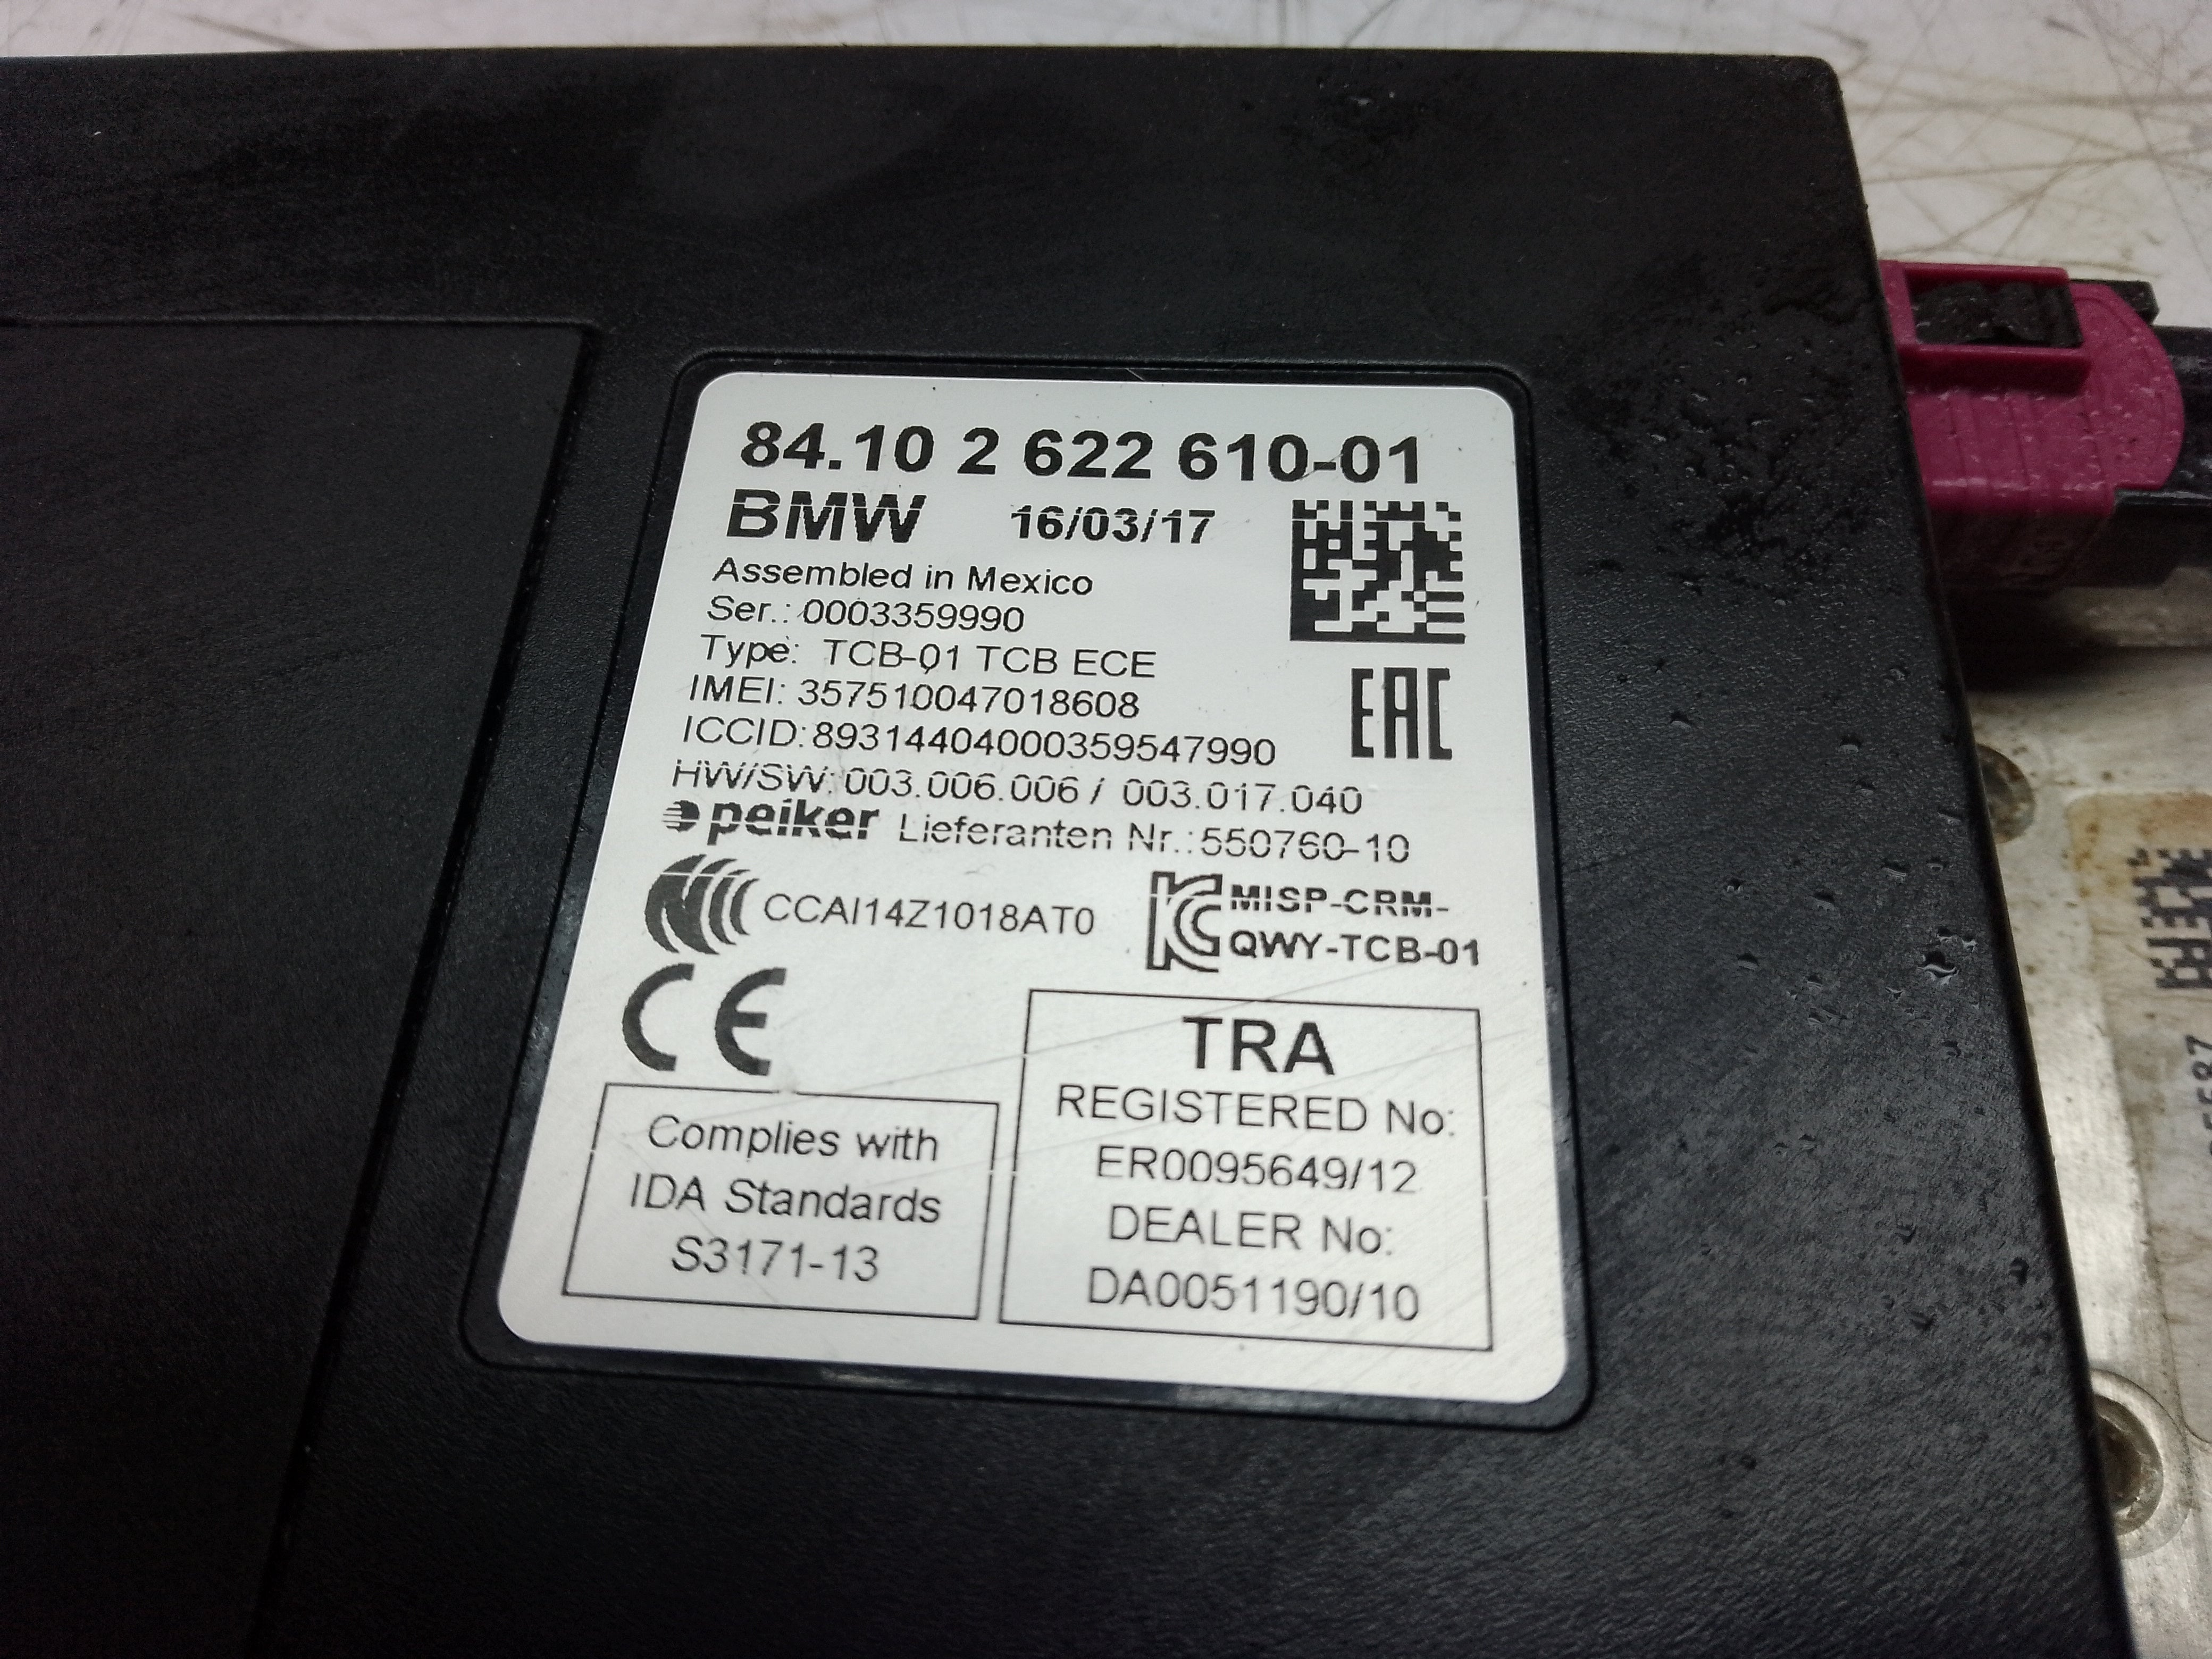 84.10 2 622 610-01
BMW 16/03/17
Assembled in Mexico
Ser.: 0003359990
Type: TCB-01 TCB ECE
IMEI: 357510047018608
ICCID: 89314404000359547990
EAC
HW/SW: 003.006.006 / 003.017.040
peiker Lieferanten Nr.: 550760-10
CCAI14Z1018AT0
KC MISP-CRM-
QWY-TCB-01
CE
Complies with
IDA Standards
S3171-13
TRA
REGISTERED No:
ER0095649/12
DEALER No:
DA0051190/10